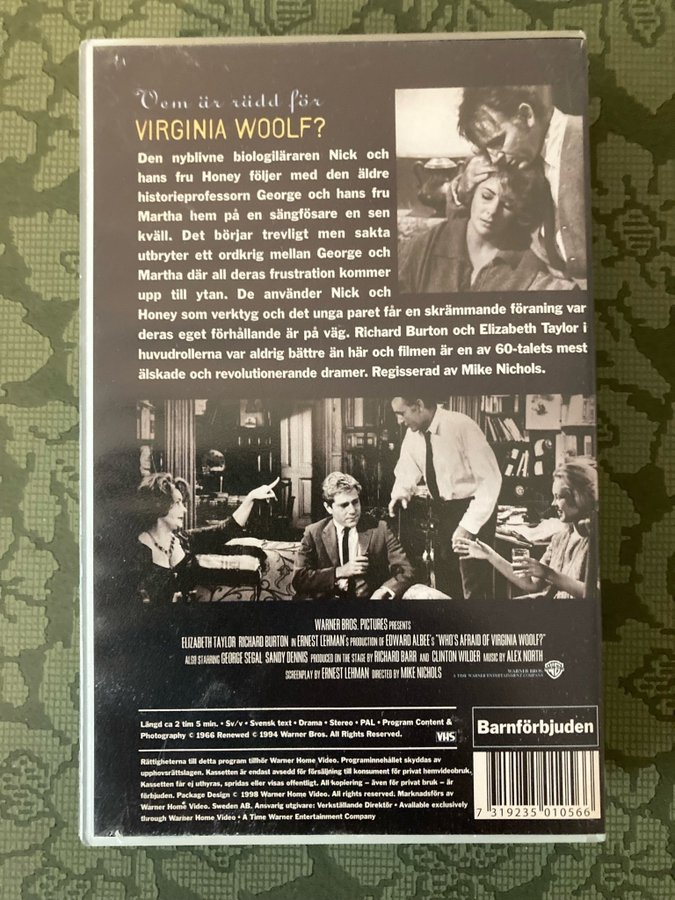 Vem är rädd för
VIRGINIA WOOLF?
Den nyblivne biologiläraren Nick och
hans fru Honey följer med den äldre
historieprofessorn George och hans fru
Martha hem på en sängfösare en sen
kväll. Det börjar trevligt men sakta
utbryter ett ordkrig mellan George och
Martha där all deras frustration kommer
upp till ytan. De använder Nick och
Honey som verktyg och det unga paret får en skrämmande föraning var
deras eget förhållande är på väg. Richard Burton och Elizabeth Taylor i
huvudrollerna var aldrig bättre än här och filmen är en av 60-talets mest
älskade och revolutionerande dramer. Regisserad av Mike Nichols.
WARNER BROS. PICTURES PRESENTS
ELIZABETH TAYLOR RICHARD BURTON IN ERNEST LEHMAN'S PRODUCTION OF EDWARD ALBEE'S "WHO'S AFRAID OF VIRGINIA WOOLF?"
ALSO STARRING GEORGE SEGAL SANDY DENNIS PRODUCED ON THE STAGE BY RICHARD BARR AND CLINTON WILDER MUSIC BY ALEX NORTH
SCREENPLAY BY ERNEST LEHMAN DIRECTED BY MIKE NICHOLS
WARNER BROS.
A TIME WARNER ENTERTAINMENT COMPANY
Längd ca 2 tim 5 min. • Sv/v • Svensk text • Drama • Stereo • PAL • Program Content &
Photography © 1966 Renewed © 1994 Warner Bros. All Rights Reserved.
VHS
Barnförbjuden
Rättigheterna till detta program tillhör Warner Home Video. Programinnehållet skyddas av
upphovsrättslagen. Kassetten är endast avsedd för försäljning till konsument för privat hemvideobruk.
Kassetten får ej uthyras, spridas eller visas offentligt. All kopiering – även för privat bruk – är
förbjuden. Package Design © 1998 Warner Home Video. All rights reserved. Marknadsförs av
Warner Home Video. Sweden AB. Ansvarig utgivare: Verkställande Direktör • Available exclusively
through Warner Home Video • A Time Warner Entertainment Company
7 319235 010566